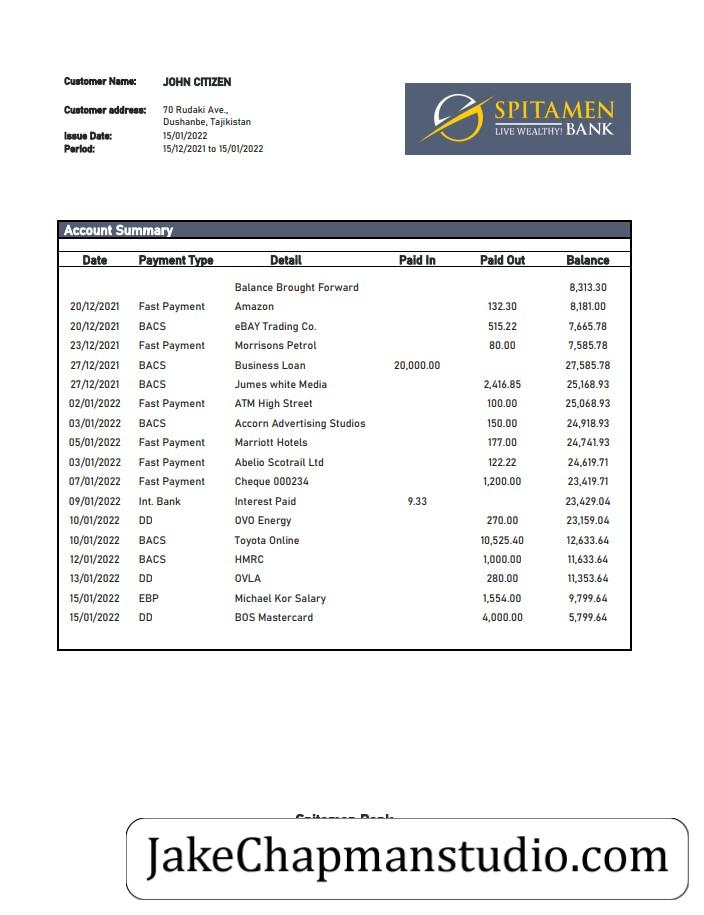 Customer Name: JOHN CITIZEN
SPITAMEN
LIVE WEALTHY! BANK
Customer address: 70 Rudaki Ave.,
Dushanbe, Tajikistan
Issue Date: 15/01/2022
Period: 15/12/2021 to 15/01/2022
Account Summary
Date Payment Type Detail Paid In Paid Out Balance
Balance Brought Forward 8,313.30
20/12/2021 Fast Payment Amazon 132.30 8,181.00
20/12/2021 BACS eBAY Trading Co. 515.22 7,665.78
23/12/2021 Fast Payment Morrisons Petrol 80.00 7,585.78
27/12/2021 BACS Business Loan 20,000.00 27,585.78
27/12/2021 BACS Jumes white Media 2,416.85 25,168.93
02/01/2022 Fast Payment ATM High Street 100.00 25,068.93
03/01/2022 BACS Accorn Advertising Studios 150.00 24,918.93
05/01/2022 Fast Payment Marriott Hotels 177.00 24,741.93
03/01/2022 Fast Payment Abelio Scotrail Ltd 122.22 24,619.71
07/01/2022 Fast Payment Cheque 000234 1,200.00 23,419.71
09/01/2022 Int. Bank Interest Paid 9.33 23,429.04
10/01/2022 DD OVO Energy 270.00 23,159.04
10/01/2022 BACS Toyota Online 10,525.40 12,633.64
12/01/2022 BACS HMRC 1,000.00 11,633.64
13/01/2022 DD OVLA 280.00 11,353.64
15/01/2022 EBP Michael Kor Salary 1,554.00 9,799.64
15/01/2022 DD BOS Mastercard 4,000.00 5,799.64
JakeChapmanstudio.com